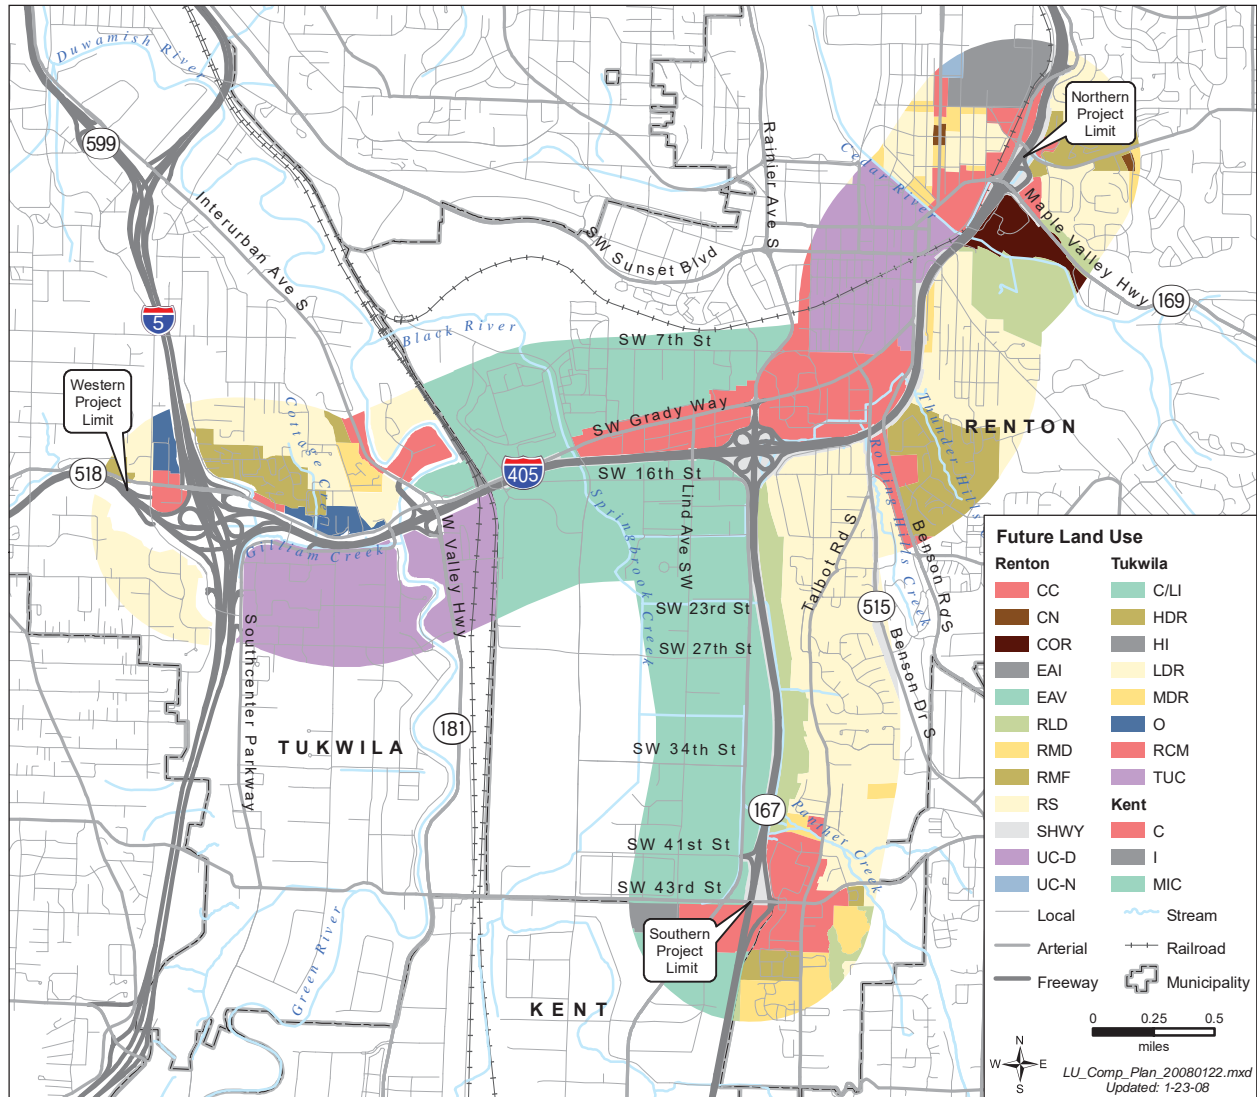 Duwamish River
599
Interurban Ave S
5
Black River
Rainier Ave S
SW Sunset Blvd
Cedar River
Northern
Project
Limit
Maple Valley Hwy
169
SW 7th St
Western
Project
Limit
518
SW Grady Way
405
SW 16th St
RENTON
Gilliam Creek
W Valley Hwy
Southcenter Parkway
Springbrook Creek
Lind Ave SW
Talbot Rd S
Rolling Hills Creek
Thunder Hills
Benson Rd S
515
Benson Dr S
SW 23rd St
SW 27th St
181
TUKWILA
SW 34th St
167
Panther Creek
SW 41st St
SW 43rd St
Southern
Project
Limit
Green River
KENT
Future Land Use
Renton
CC
CN
COR
EAI
EAV
RLD
RMD
RMF
RS
SHWY
UC-D
UC-N
Tukwila
C/LI
HDR
HI
LDR
MDR
O
RCM
TUC
Kent
C
I
MIC
Local
Arterial
Freeway
Stream
Railroad
Municipality
0 0.25 0.5
miles
N
W E
S
LU_Comp_Plan_20080122.mxd
Updated: 1-23-08